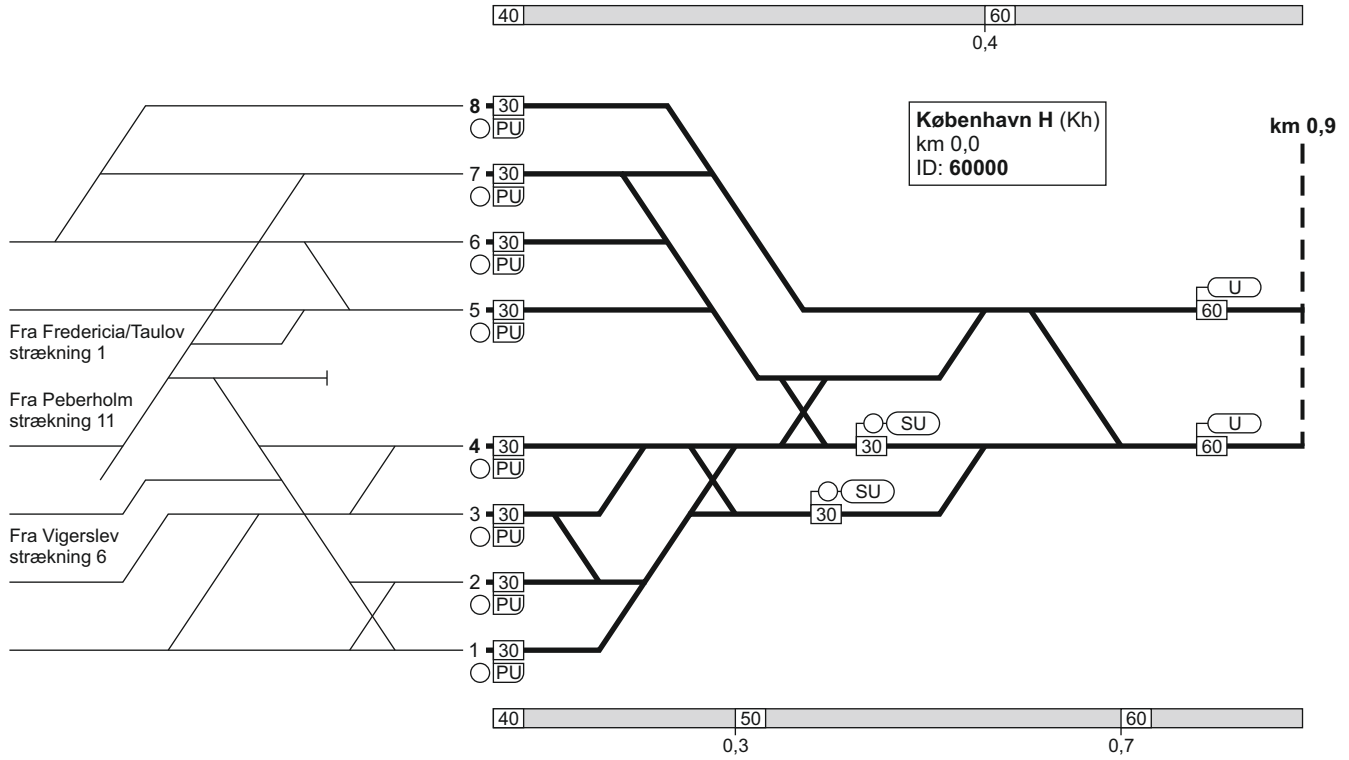 40
60
0,4
8 30
PU
København H (Kh)
km 0,0
ID: 60000
km 0,9
7 30
PU
6 30
PU
5 30
PU
U
60
Fra Fredericia/Taulov
strækning 1
Fra Peberholm
strækning 11
4 30
PU
SU
30
U
60
3 30
PU
SU
30
Fra Vigerslev
strækning 6
2 30
PU
1 30
PU
40
50
60
0,3
0,7